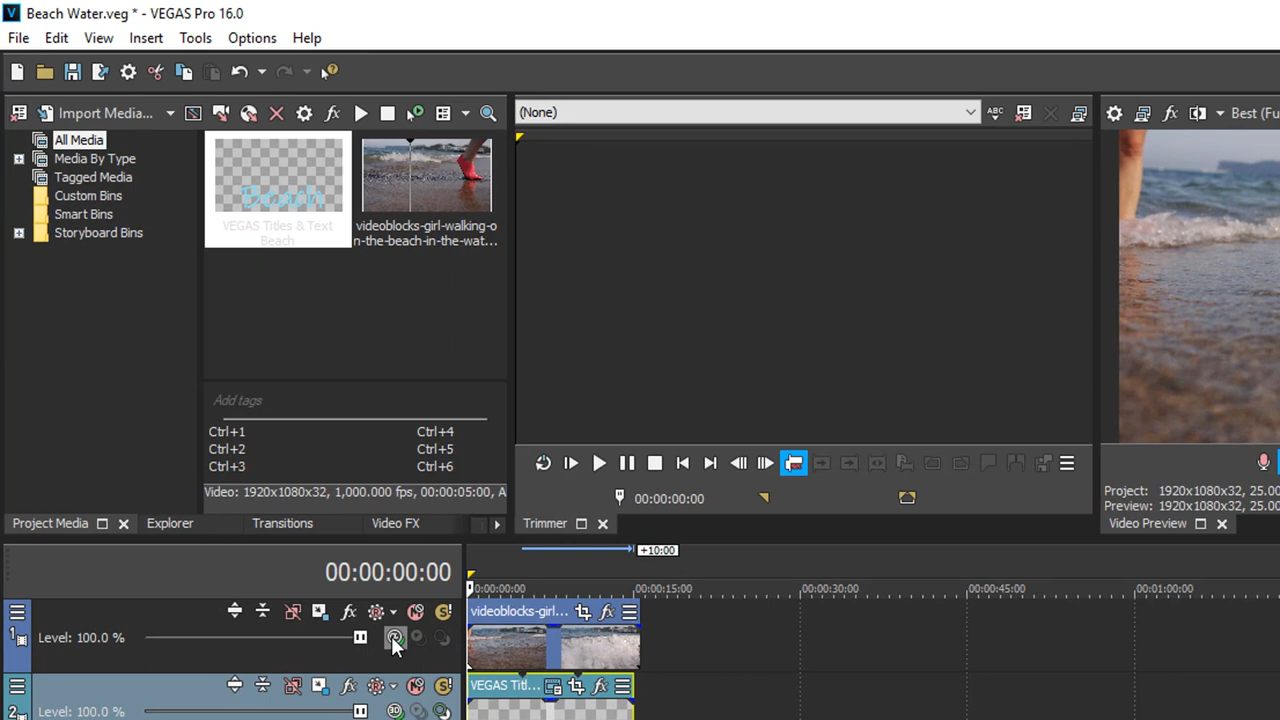 Beach Water.veg * - VEGAS Pro 16.0
File Edit View Insert Tools Options Help
Import Media...
All Media
Media By Type
Tagged Media
Custom Bins
Smart Bins
Storyboard Bins
Beach
VEGAS Titles & Text
Beach
videoblocks-girl-walking-o
n-the-beach-in-the-wat...
Add tags
Ctrl+1 Ctrl+4
Ctrl+2 Ctrl+5
Ctrl+3 Ctrl+6
Video: 1920x1080x32, 1,000.000 fps, 00:00:05:00, A
Project Media Explorer Transitions Video FX
(None)
00:00:00:00
Trimmer
Best (Fu
Project: 1920x1080x32, 25.00
Preview: 1920x1080x32, 25.00
Video Preview
00:00:00:00
+10:00
0:00:00:00 00:00:15:00 00:00:30:00 00:00:45:00 00:01:00:00
1
Level: 100.0 %
videoblocks-girl...
2
Level: 100.0 %
VEGAS Titl...